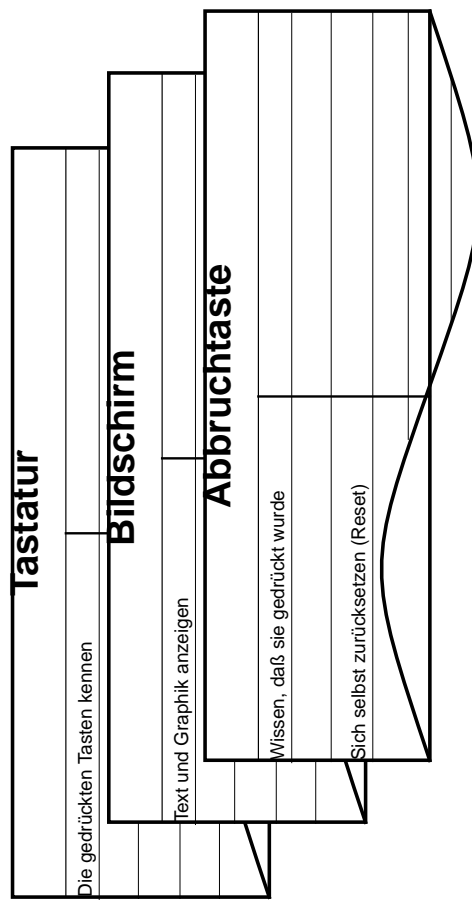 Tastatur
Die gedrückten Tasten kennen
Bildschirm
Text und Graphik anzeigen
Abbruchtaste
Wissen, daß sie gedrückt wurde
Sich selbst zurücksetzen (Reset)